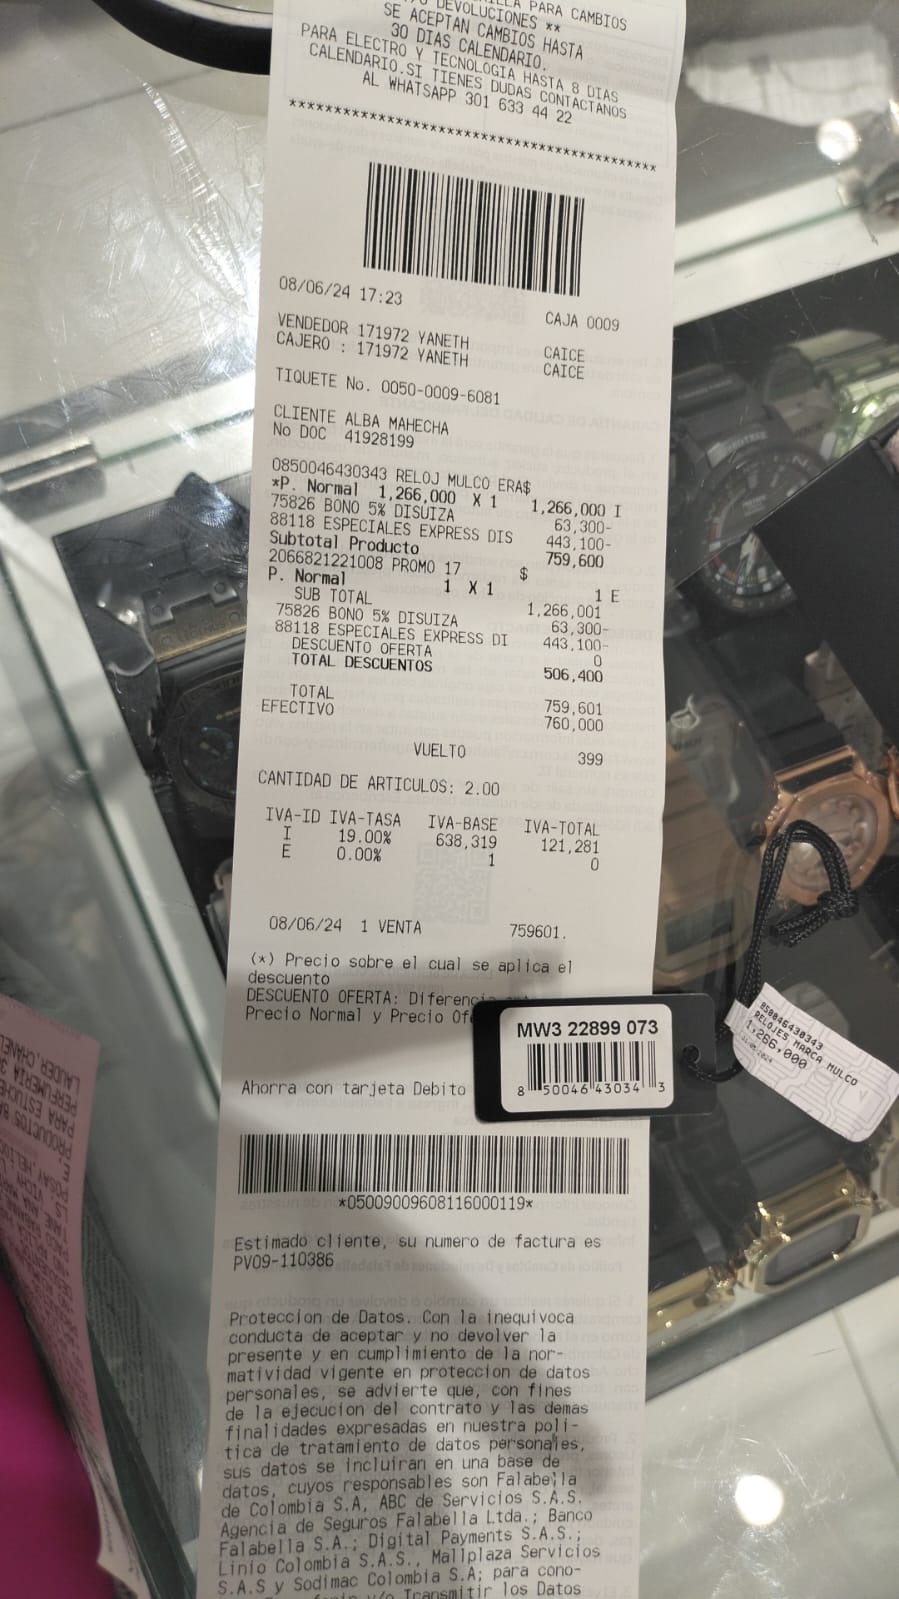 PARA CAMBIOS
DEVOLUCIONES **
SE ACEPTAN CAMBIOS HASTA
30 DIAS CALENDARIO.
PARA ELECTRO Y TECNOLOGIA HASTA 8 DIAS
CALENDARIO.SI TIENES DUDAS CONTACTANOS
AL WHATSAPP 301 633 44 22
08/06/24 17:23 CAJA 0009
VENDEDOR 171972 YANETH CAICE
CAJERO : 171972 YANETH CAICE
TIQUETE No. 0050-0009-6081
CLIENTE ALBA MAHECHA
No DOC 41928199
0850046430343 RELOJ MULCO ERA$
*P. Normal 1,266,000 X 1 1,266,000 I
75826 BONO 5% DISUIZA 63,300-
88118 ESPECIALES EXPRESS DIS 443,100-
Subtotal Producto 759,600
2066821221008 PROMO 17 $
P. Normal 1 X 1 1 E
SUB TOTAL 1,266,001
75826 BONO 5% DISUIZA 63,300-
88118 ESPECIALES EXPRESS DI 443,100-
DESCUENTO OFERTA 0
TOTAL DESCUENTOS 506,400
TOTAL 759,601
EFECTIVO 760,000
VUELTO 399
CANTIDAD DE ARTICULOS: 2.00
IVA-ID IVA-TASA IVA-BASE IVA-TOTAL
I 19.00% 638,319 121,281
E 0.00% 1 0
08/06/24 1 VENTA 759601.
(*) Precio sobre el cual se aplica el
descuento
DESCUENTO OFERTA:
Precio Normal y Precio
MW3 22899 073
8 50046 43034 3
850046430343
RELOJES MARCA MULCO
1,266,000
Ahorra con tarjeta Debito
*05009009608116000119*
Estimado cliente, su numero de factura es
PV09-110386
Proteccion de Datos. Con la inequivoca
conducta de aceptar y no devolver la
presente y en cumplimiento de la nor-
matividad vigente en proteccion de datos
personales, se advierte que, con fines
de la ejecucion del contrato y las demas
finalidades expresadas en nuestra poli-
tica de tratamiento de datos personales,
sus datos se incluiran en una base de
datos, cuyos responsables son Falabella
de Colombia S.A, ABC de Servicios S.A.S.
Agencia de Seguros Falabella Ltda.; Banco
Falabella S.A.; Digital Payments S.A.S.;
Linio Colombia S.A.S., Mallplaza Servicios
S.A.S y Sodimac Colombia S.A; para cono-
y/o Transmitir los Datos